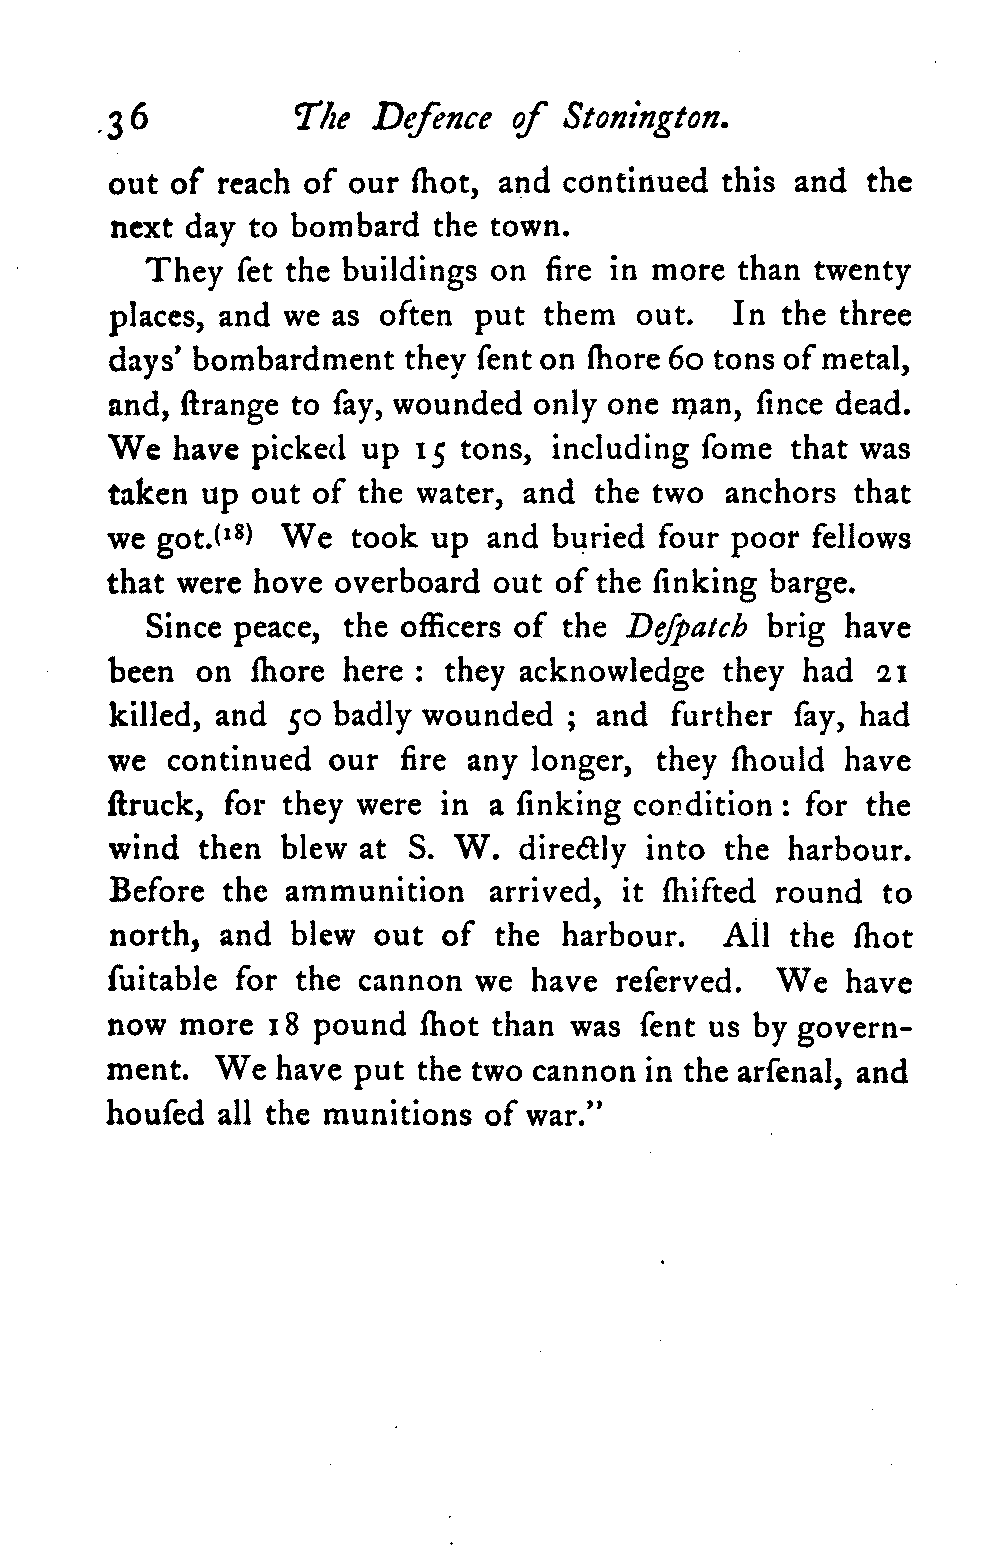 36 The Defence of Stonington.
out of reach of our ſhot, and continued this and the
next day to bombard the town.
They ſet the buildings on fire in more than twenty
places, and we as often put them out. In the three
days' bombardment they ſent on ſhore 60 tons of metal,
and, ſtrange to ſay, wounded only one man, ſince dead.
We have picked up 15 tons, including ſome that was
taken up out of the water, and the two anchors that
we got.(18) We took up and buried four poor fellows
that were hove overboard out of the ſinking barge.
Since peace, the officers of the Deſpatch brig have
been on ſhore here : they acknowledge they had 21
killed, and 50 badly wounded ; and further ſay, had
we continued our fire any longer, they ſhould have
ſtruck, for they were in a ſinking condition : for the
wind then blew at S. W. directly into the harbour.
Before the ammunition arrived, it ſhifted round to
north, and blew out of the harbour. All the ſhot
ſuitable for the cannon we have reſerved. We have
now more 18 pound ſhot than was ſent us by govern-
ment. We have put the two cannon in the arſenal, and
houſed all the munitions of war."